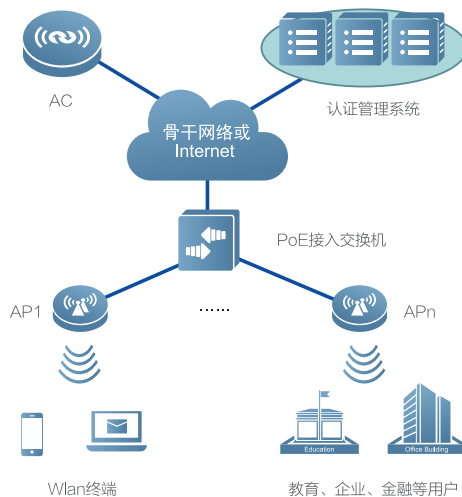 AC
认证管理系统
骨干网络或
Internet
PoE接入交换机
AP1
······
APn
Education
Office Building
Wlan终端
教育、企业、金融等用户